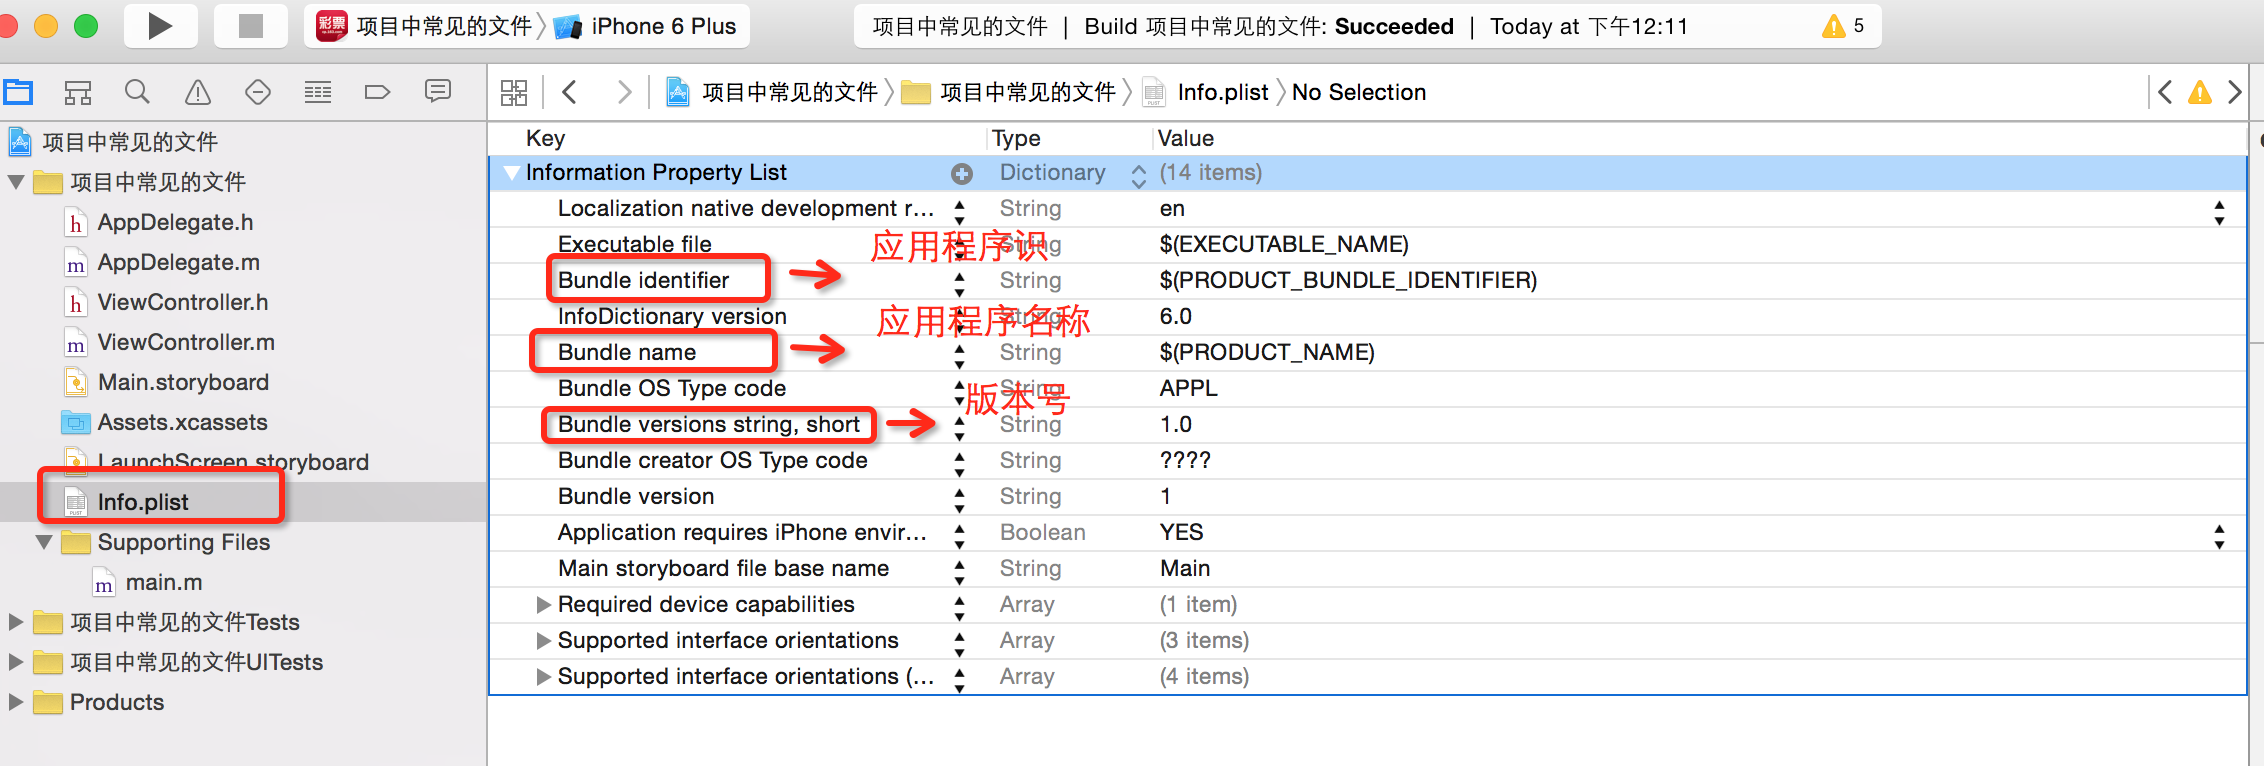 项目中常见的文件 iPhone 6 Plus
项目中常见的文件 | Build 项目中常见的文件: Succeeded | Today at 下午12:11
5
项目中常见的文件 项目中常见的文件 Info.plist No Selection
项目中常见的文件
项目中常见的文件
AppDelegate.h
AppDelegate.m
ViewController.h
ViewController.m
Main.storyboard
Assets.xcassets
LaunchScreen.storyboard
Info.plist
Supporting Files
main.m
项目中常见的文件Tests
项目中常见的文件UITests
Products
Key Type Value
Information Property List Dictionary (14 items)
Localization native development r... String en
Executable file String $(EXECUTABLE_NAME)
应用程序识
Bundle identifier String $(PRODUCT_BUNDLE_IDENTIFIER)
InfoDictionary version String 6.0
应用程序名称
Bundle name String $(PRODUCT_NAME)
Bundle OS Type code String APPL
版本号
Bundle versions string, short String 1.0
Bundle creator OS Type code String ????
Bundle version String 1
Application requires iPhone envir... Boolean YES
Main storyboard file base name String Main
Required device capabilities Array (1 item)
Supported interface orientations Array (3 items)
Supported interface orientations (... Array (4 items)